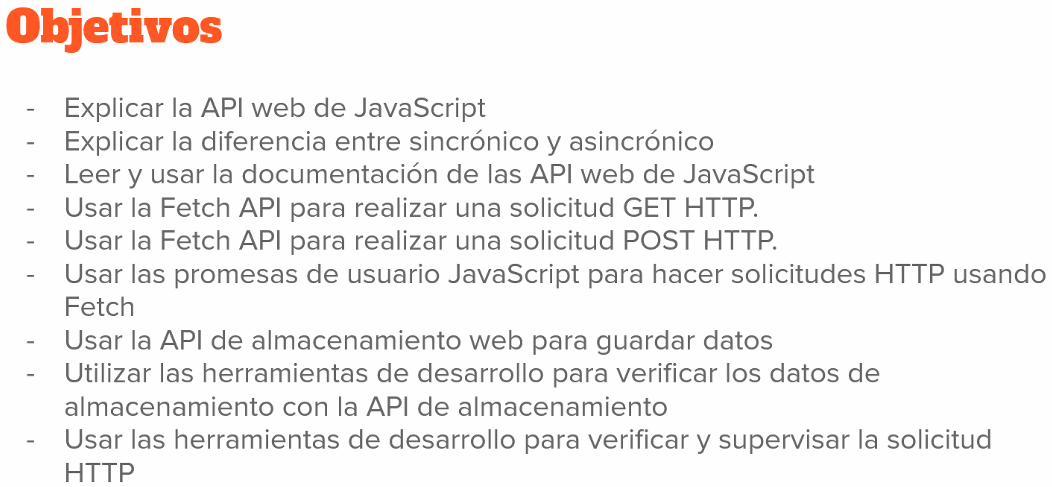 Objetivos
- Explicar la API web de JavaScript
- Explicar la diferencia entre sincrónico y asincrónico
- Leer y usar la documentación de las API web de JavaScript
- Usar la Fetch API para realizar una solicitud GET HTTP.
- Usar la Fetch API para realizar una solicitud POST HTTP.
- Usar las promesas de usuario JavaScript para hacer solicitudes HTTP usando
Fetch
- Usar la API de almacenamiento web para guardar datos
- Utilizar las herramientas de desarrollo para verificar los datos de
almacenamiento con la API de almacenamiento
- Usar las herramientas de desarrollo para verificar y supervisar la solicitud
HTTP